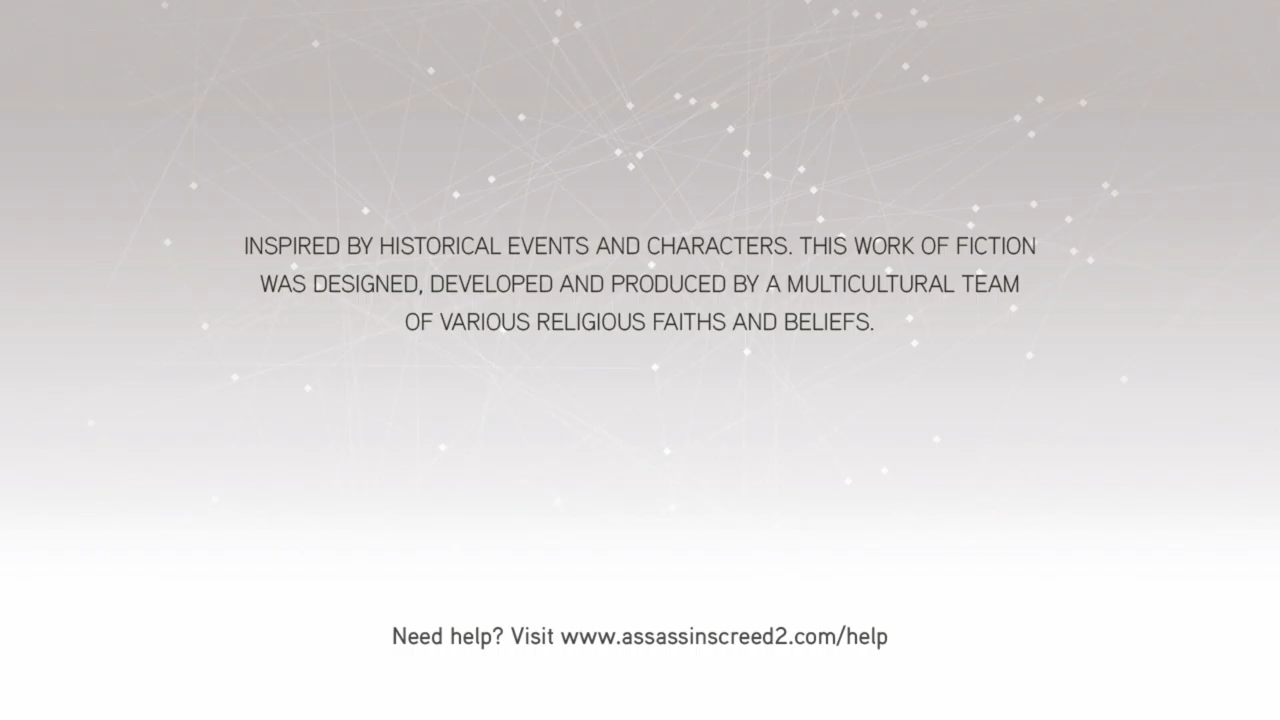 INSPIRED BY HISTORICAL EVENTS AND CHARACTERS. THIS WORK OF FICTION
WAS DESIGNED, DEVELOPED AND PRODUCED BY A MULTICULTURAL TEAM
OF VARIOUS RELIGIOUS FAITHS AND BELIEFS.
Need help? Visit www.assassinscreed2.com/help